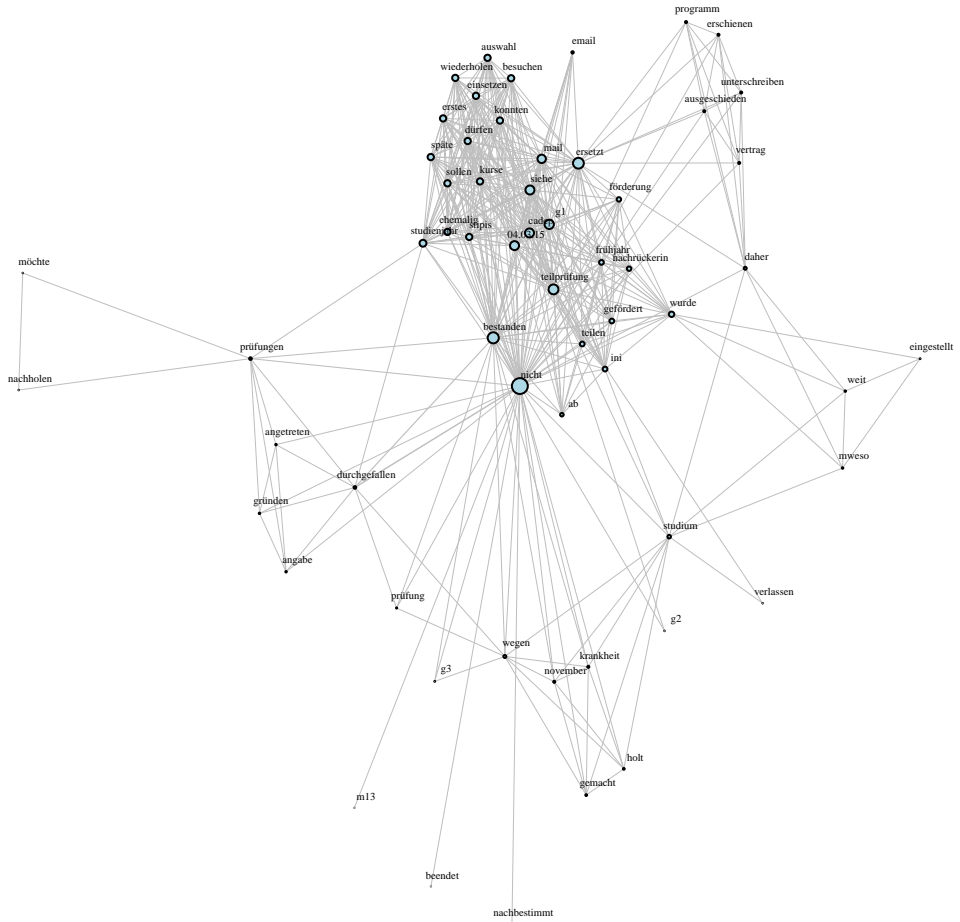 programm
erschienen
email
auswahl
wiederholen
besuchen
einsetzen
unterschreiben
ausgeschieden
erstes
konnten
dürfen
späte
mail
ersetzt
vertrag
sollen
kurse
siehe
förderung
g1
ehemalig
stipis
studienjahr
04.03.15
frühjahr
nachrückerin
daher
möchte
teilprüfung
gefördert
wurde
bestanden
teilen
prüfungen
eingestellt
ini
nicht
weit
nachholen
ab
angetreten
mweso
durchgefallen
gründen
studium
angabe
prüfung
verlassen
g2
wegen
krankheit
g3
november
holt
gemacht
m13
beendet
nachbestimmt